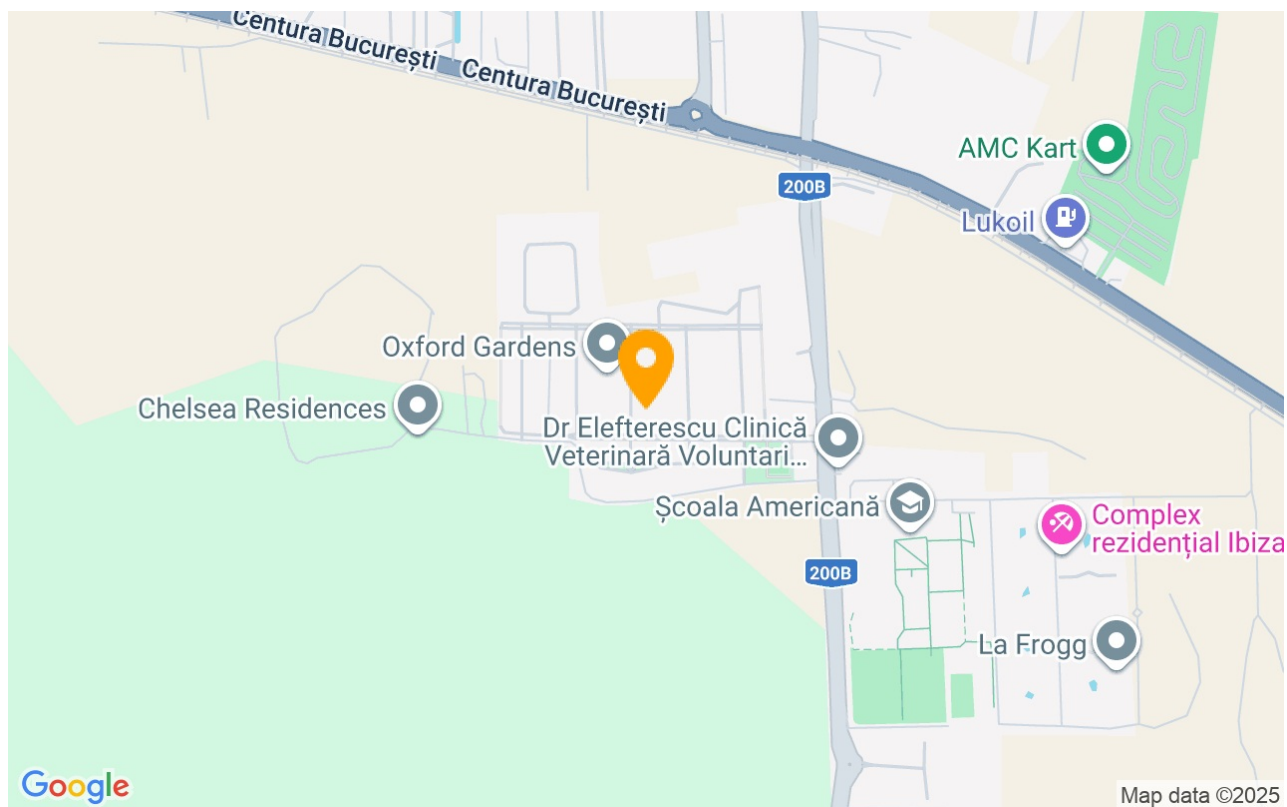 Centura București
Centura București
AMC Kart
200B
Lukoil
Oxford Gardens
Chelsea Residences
Dr Elefterescu Clinică
Veterinară Voluntari...
Școala Americană
Complex
rezidențial Ibiza
200B
La Frogg
Google
Map data ©2025